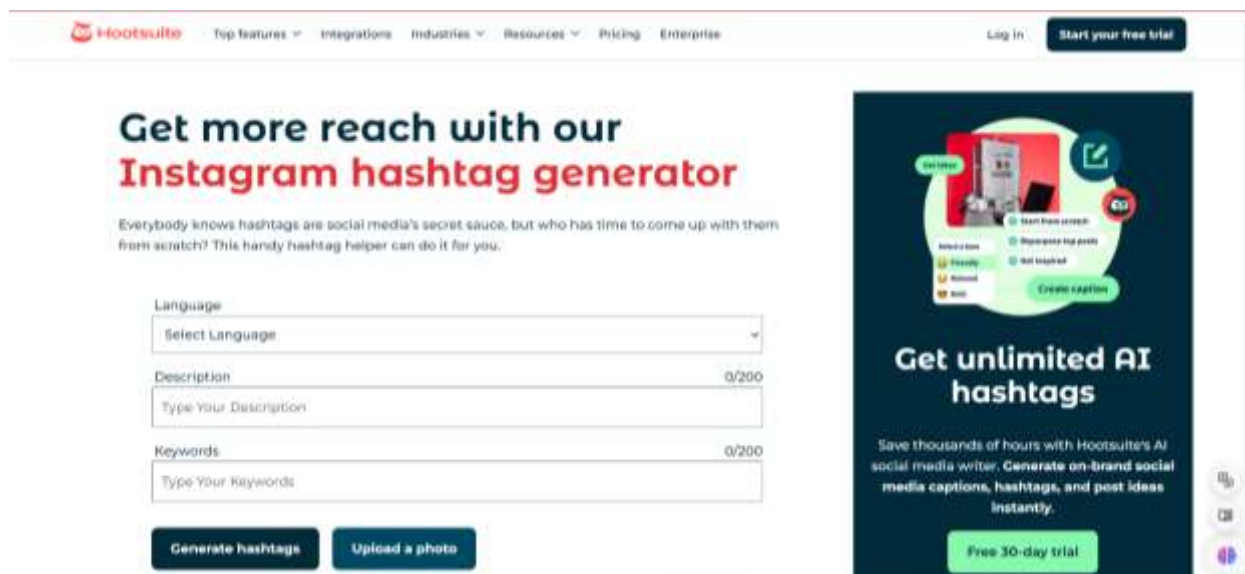 Hootsuite
Top features
Integrations
Industries
Resources
Pricing
Enterprise
Log in
Start your free trial
Get more reach with our
Instagram hashtag generator
Everybody knows hashtags are social media's secret sauce, but who has time to come up with them
from scratch? This handy hashtag helper can do it for you.
Language
Select Language
Description
0/200
Type Your Description
Keywords
0/200
Type Your Keywords
Generate hashtags
Upload a photo
Start from scratch
Repurpose top posts
Get inspired
Select a tone
Friendly
Create caption
Get unlimited AI
hashtags
Save thousands of hours with Hootsuite's AI
social media writer. Generate on-brand social
media captions, hashtags, and post ideas
instantly.
Free 30-day trial